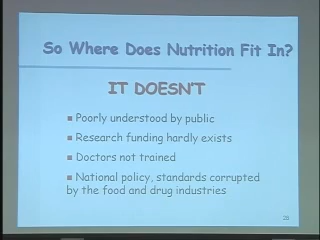 So Where Does Nutrition Fit In?
IT DOESN'T
Poorly understood by public
Research funding hardly exists
Doctors not trained
National policy, standards corrupted
by the food and drug industries